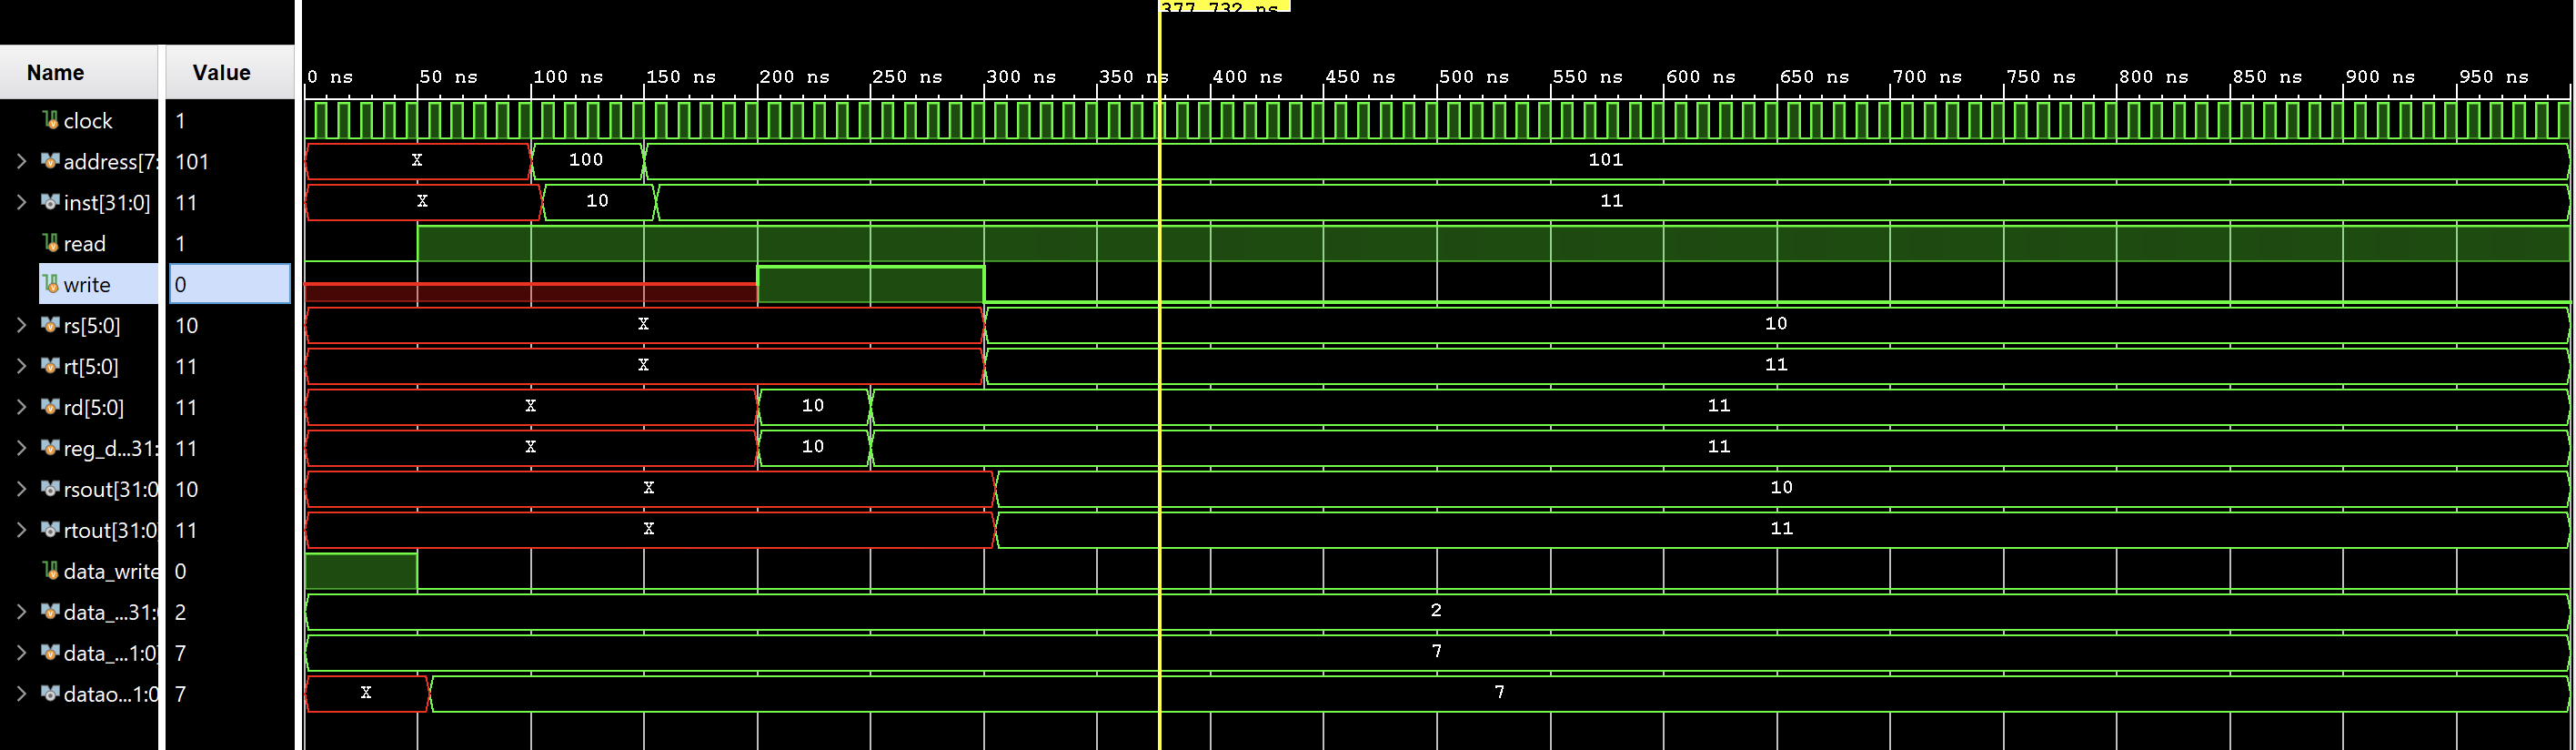 377.732 ns
Name Value
0 ns 50 ns 100 ns 150 ns 200 ns 250 ns 300 ns 350 ns 400 ns 450 ns 500 ns 550 ns 600 ns 650 ns 700 ns 750 ns 800 ns 850 ns 900 ns 950 ns
clock 1
address[7: 101 X 100 101
inst[31:0] 11 X 10 11
read 1
write 0
rs[5:0] 10 X 10
rt[5:0] 11 X 11
rd[5:0] 11 X 10 11
reg_d...31: 11 X 10 11
rsout[31:0 10 X 10
rtout[31:0 11 X 11
data_write 0
data_...31: 2 2
data_...1:0] 7 7
datao...1:0 7 X 7